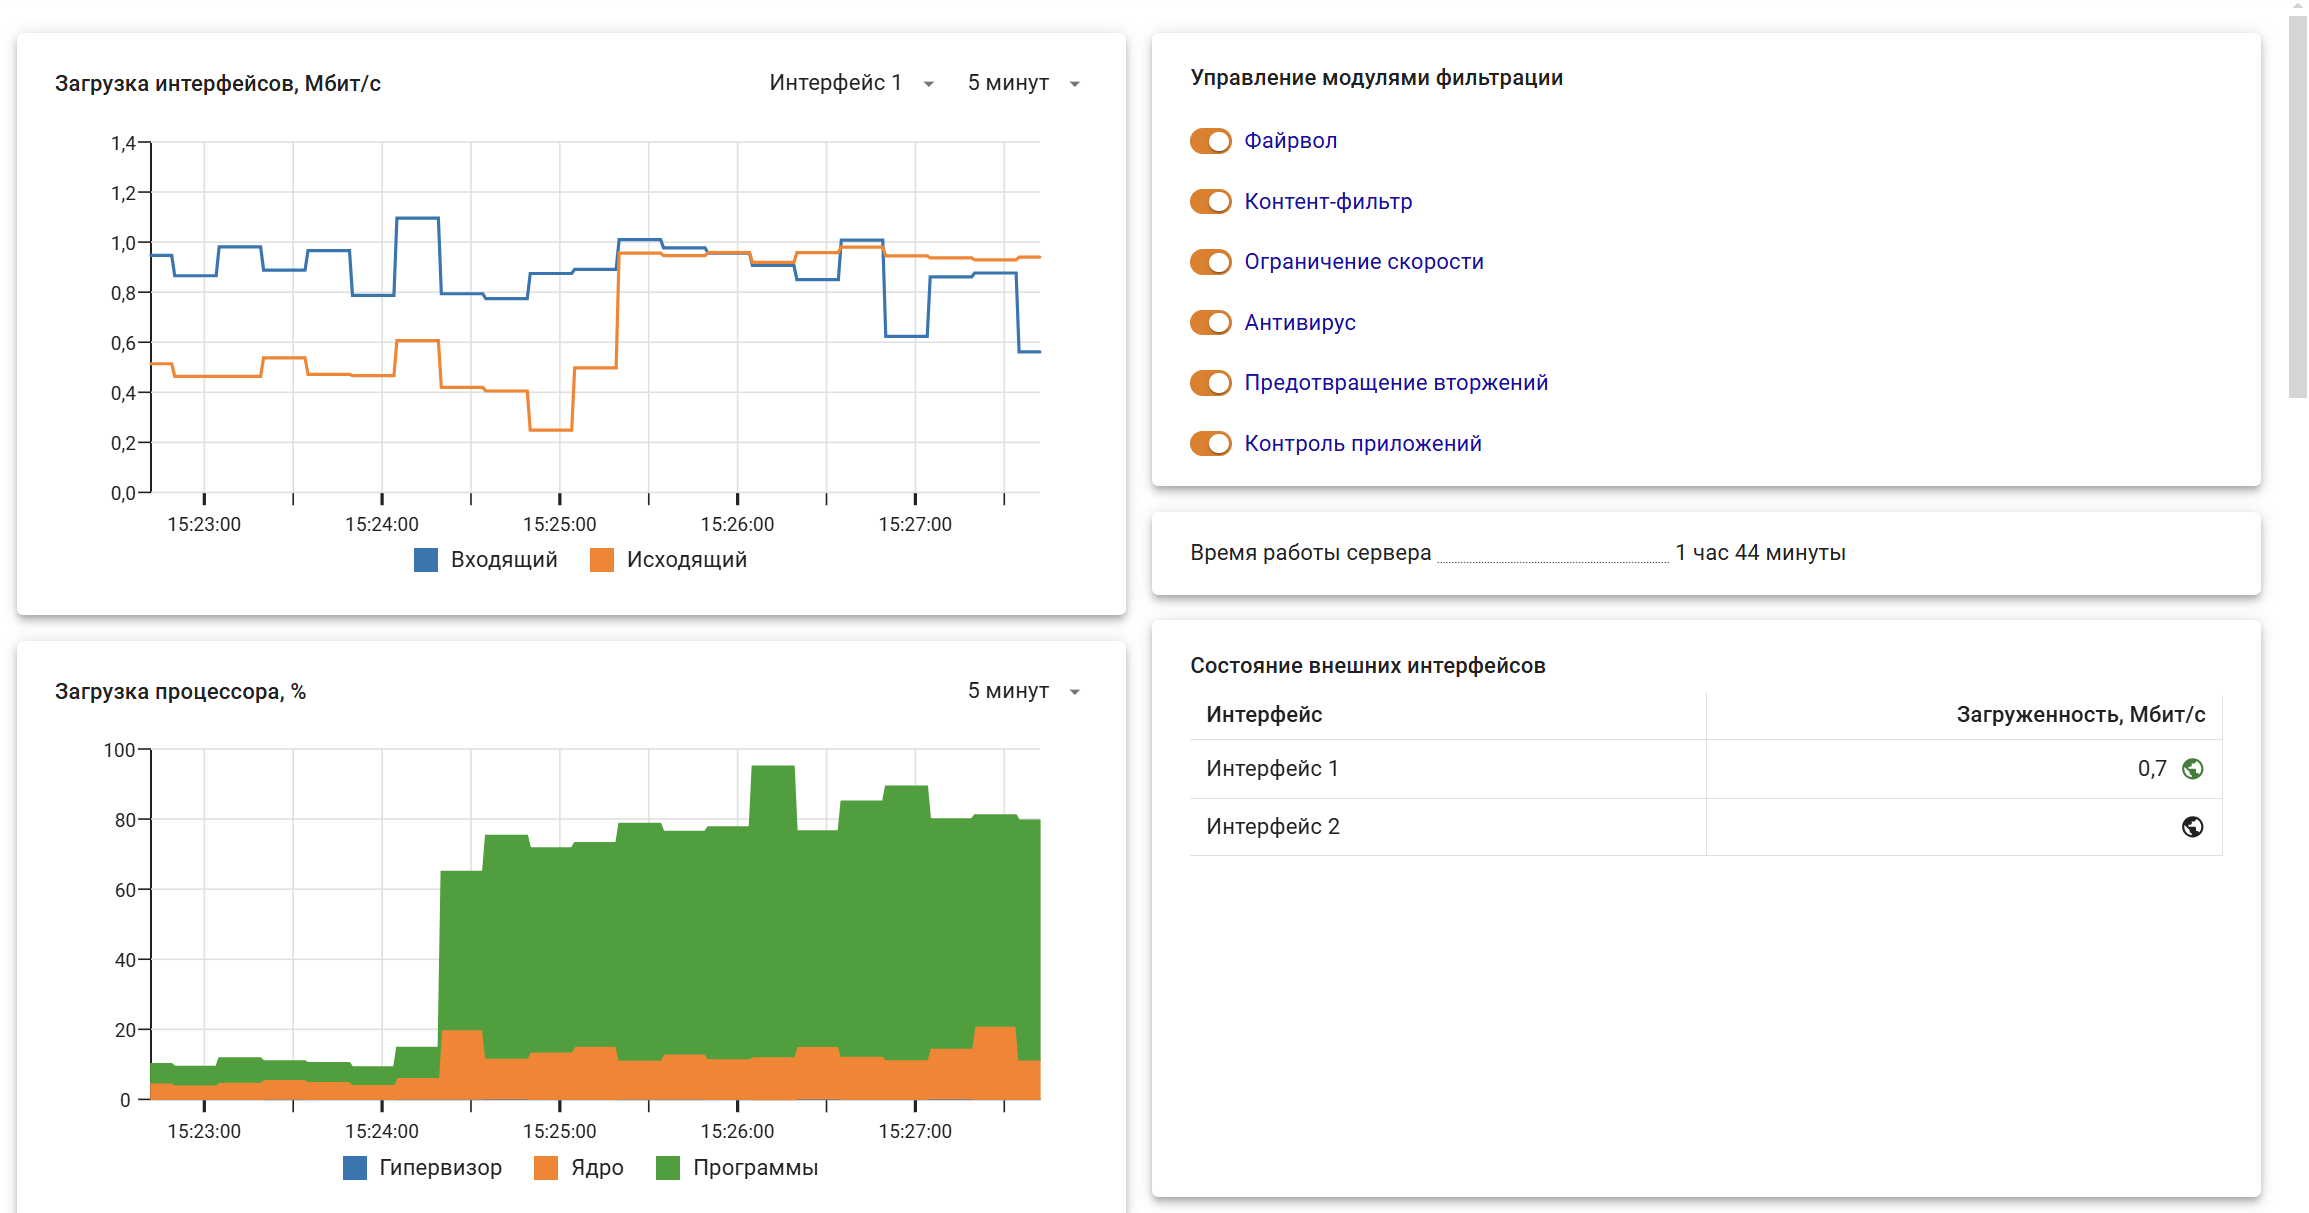 Загрузка интерфейсов, Мбит/с
Интерфейс 1
5 минут
1,4
1,2
1,0
0,8
0,6
0,4
0,2
0,0
15:23:00 15:24:00 15:25:00 15:26:00 15:27:00
Входящий Исходящий
Загрузка процессора, %
5 минут
100
80
60
40
20
0
15:23:00 15:24:00 15:25:00 15:26:00 15:27:00
Гипервизор Ядро Программы
Управление модулями фильтрации
Файрвол
Контент-фильтр
Ограничение скорости
Антивирус
Предотвращение вторжений
Контроль приложений
Время работы сервера 1 час 44 минуты
Состояние внешних интерфейсов
Интерфейс Загруженность, Мбит/с
Интерфейс 1 0,7
Интерфейс 2